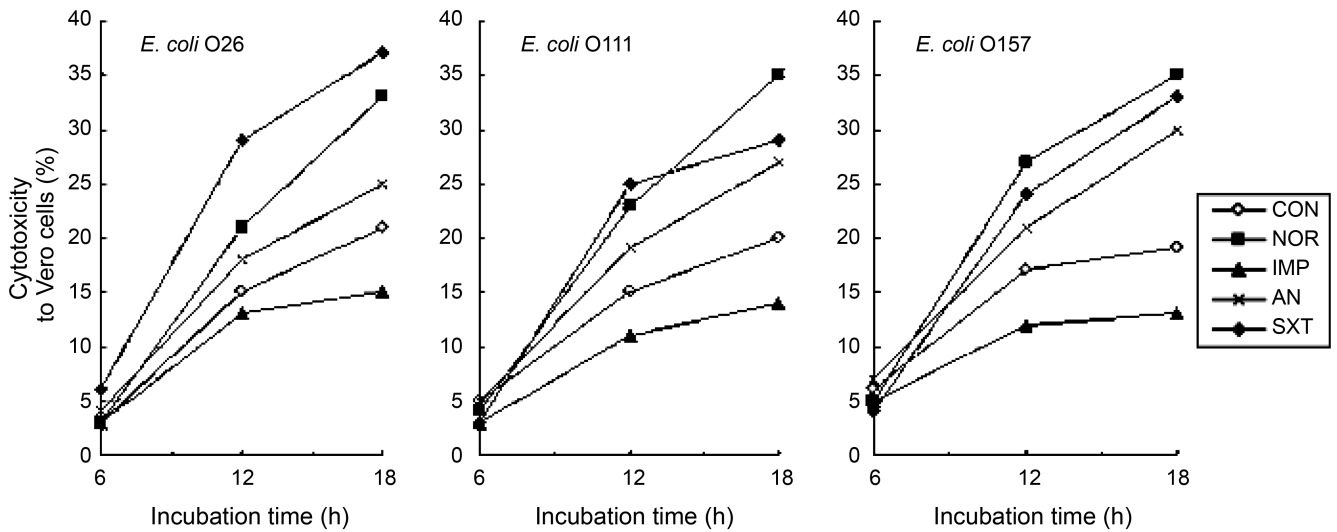 Cytotoxicity
to Vero cells (%)
E. coli O26
40
35
30
25
20
15
10
5
0
6 12 18
Incubation time (h)
E. coli O111
40
35
30
25
20
15
10
5
0
6 12 18
Incubation time (h)
E. coli O157
40
35
30
25
20
15
10
5
0
6 12 18
Incubation time (h)
CON
NOR
IMP
AN
SXT